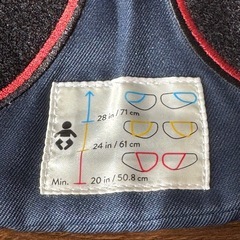 28 in / 71 cm
24 in / 61 cm
Min. 20 in / 50.8 cm